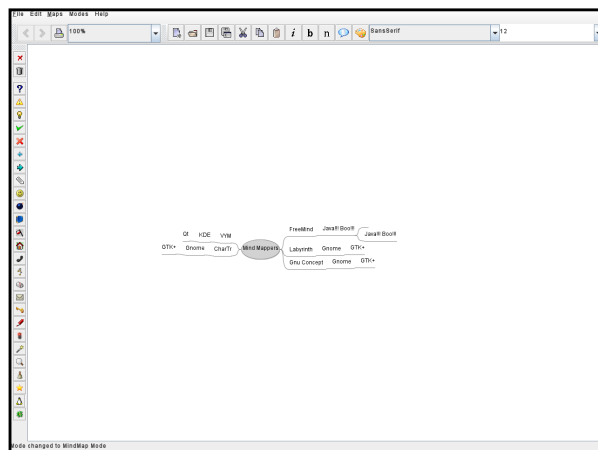 File Edit Maps Modes Help
100%
i b n
SansSerif
12
FreeMind Java!!! Boo!!!
Java!!! Boo!!!
Qt KDE VYM
GTK+ Gnome CharTr
Mind Mappers
Labyrinth Gnome GTK+
Gnu Concept Gnome GTK+
Mode changed to MindMap Mode